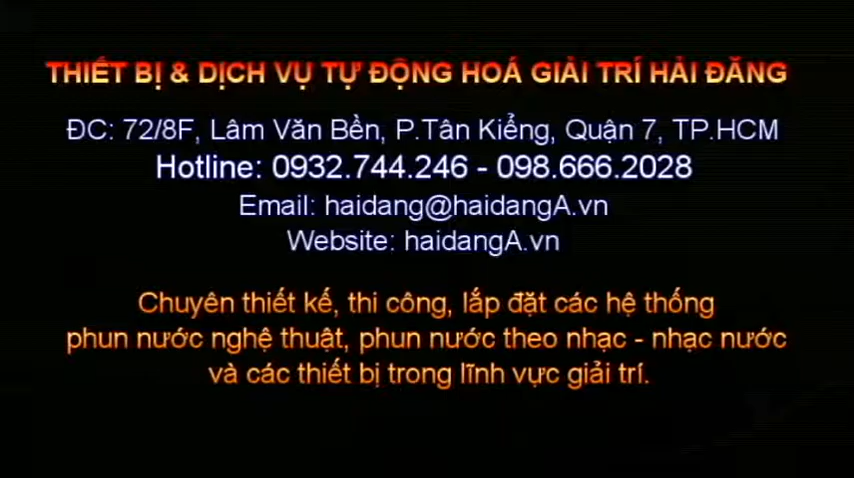 THIẾT BỊ & DỊCH VỤ TỰ ĐỘNG HOÁ GIẢI TRÍ HẢI ĐĂNG
ĐC: 72/8F, Lâm Văn Bền, P.Tân Kiểng, Quận 7, TP.HCM
Hotline: 0932.744.246 - 098.666.2028
Email: haidang@haidangA.vn
Website: haidangA.vn
Chuyên thiết kế, thi công, lắp đặt các hệ thống
phun nước nghệ thuật, phun nước theo nhạc - nhạc nước
và các thiết bị trong lĩnh vực giải trí.